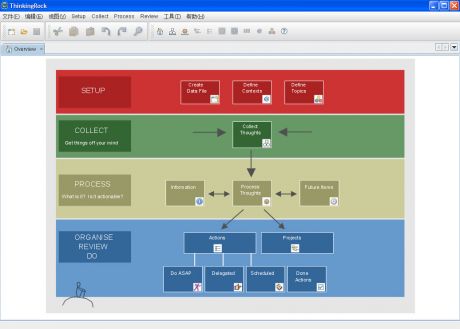 ThinkingRock
文件(F) 编辑(E) 视图(V) Setup Collect Process Review 工具(T) 帮助(H)
Overview
SETUP
Create
Data File
Define
Contexts
Define
Topics
COLLECT
Get things off your mind
Collect
Thoughts
PROCESS
What is it? Is it actionable?
Information
Process
Thoughts
Future Items
ORGANISE
REVIEW
DO
Actions
Projects
Do ASAP
Delegated
Scheduled
Done
Actions